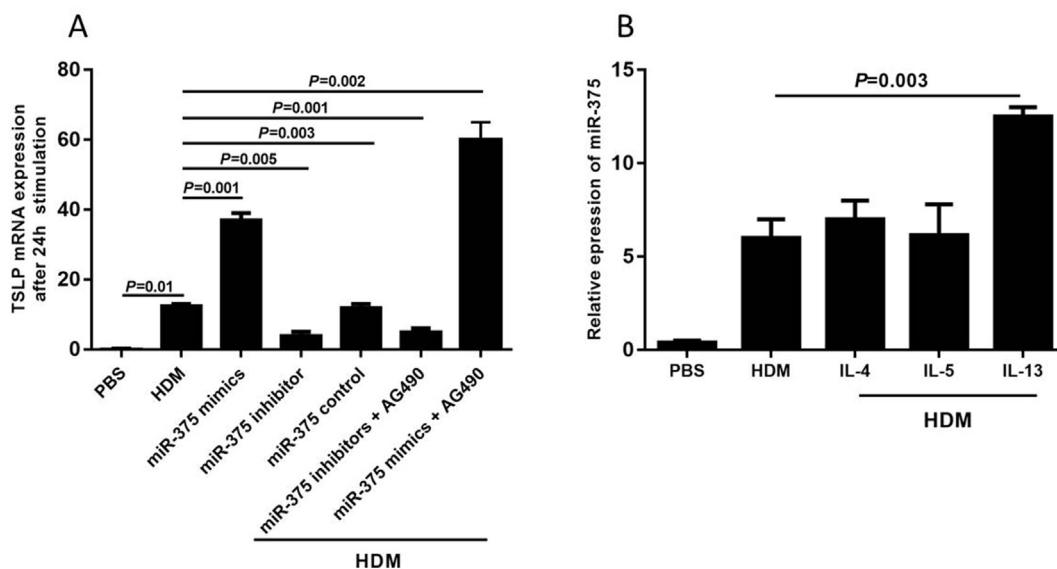 A
TSLP mRNA expression
after 24h stimulation
80
60
40
20
0
P=0.002
P=0.001
P=0.003
P=0.005
P=0.001
P=0.01
PBS
HDM
miR-375 mimics
miR-375 inhibitor
miR-375 control
miR-375 inhibitors + AG490
miR-375 mimics + AG490
HDM
B
Relative epression of miR-375
15
10
5
0
P=0.003
PBS
HDM
IL-4
IL-5
IL-13
HDM